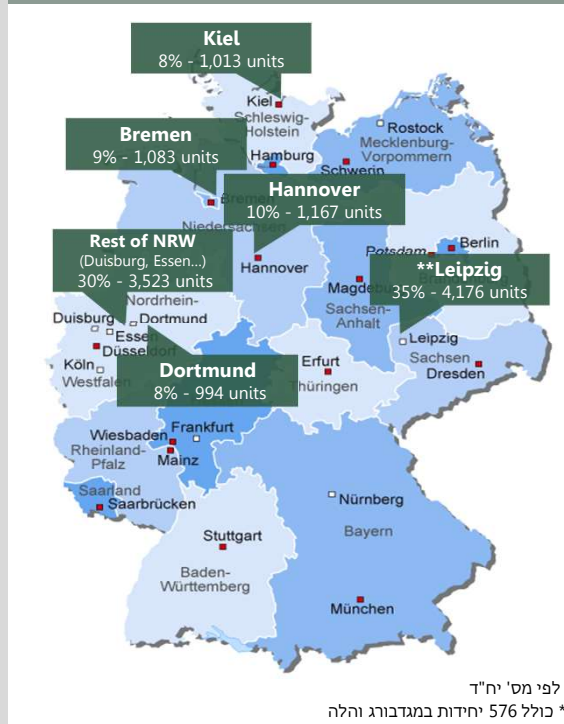 Kiel
8% - 1,013 units
Kiel
Schleswig-
Holstein
Rostock
Mecklenburg-
Vorpommern
Bremen
9% - 1,083 units
Hamburg
Schwerin
Bremen
Niedersachsen
Hannover
10% - 1,167 units
Hannover
Berlin
Potsdam
Rest of NRW
(Duisburg, Essen...)
30% - 3,523 units
**Leipzig
35% - 4,176 units
Magdeburg
Sachsen-
Anhalt
Nordrhein-
Duisburg
Dortmund
Essen
Düsseldorf
Köln
Westfalen
Leipzig
Sachsen
Dresden
Dortmund
8% - 994 units
Erfurt
Thüringen
Wiesbaden
Frankfurt
Rheinland-
Pfalz
Mainz
Saarland
Saarbrücken
Nürnberg
Bayern
Stuttgart
Baden-
Württemberg
München
לפי מס' יח"ד
* כולל 576 יחידות במגדבורג והלה